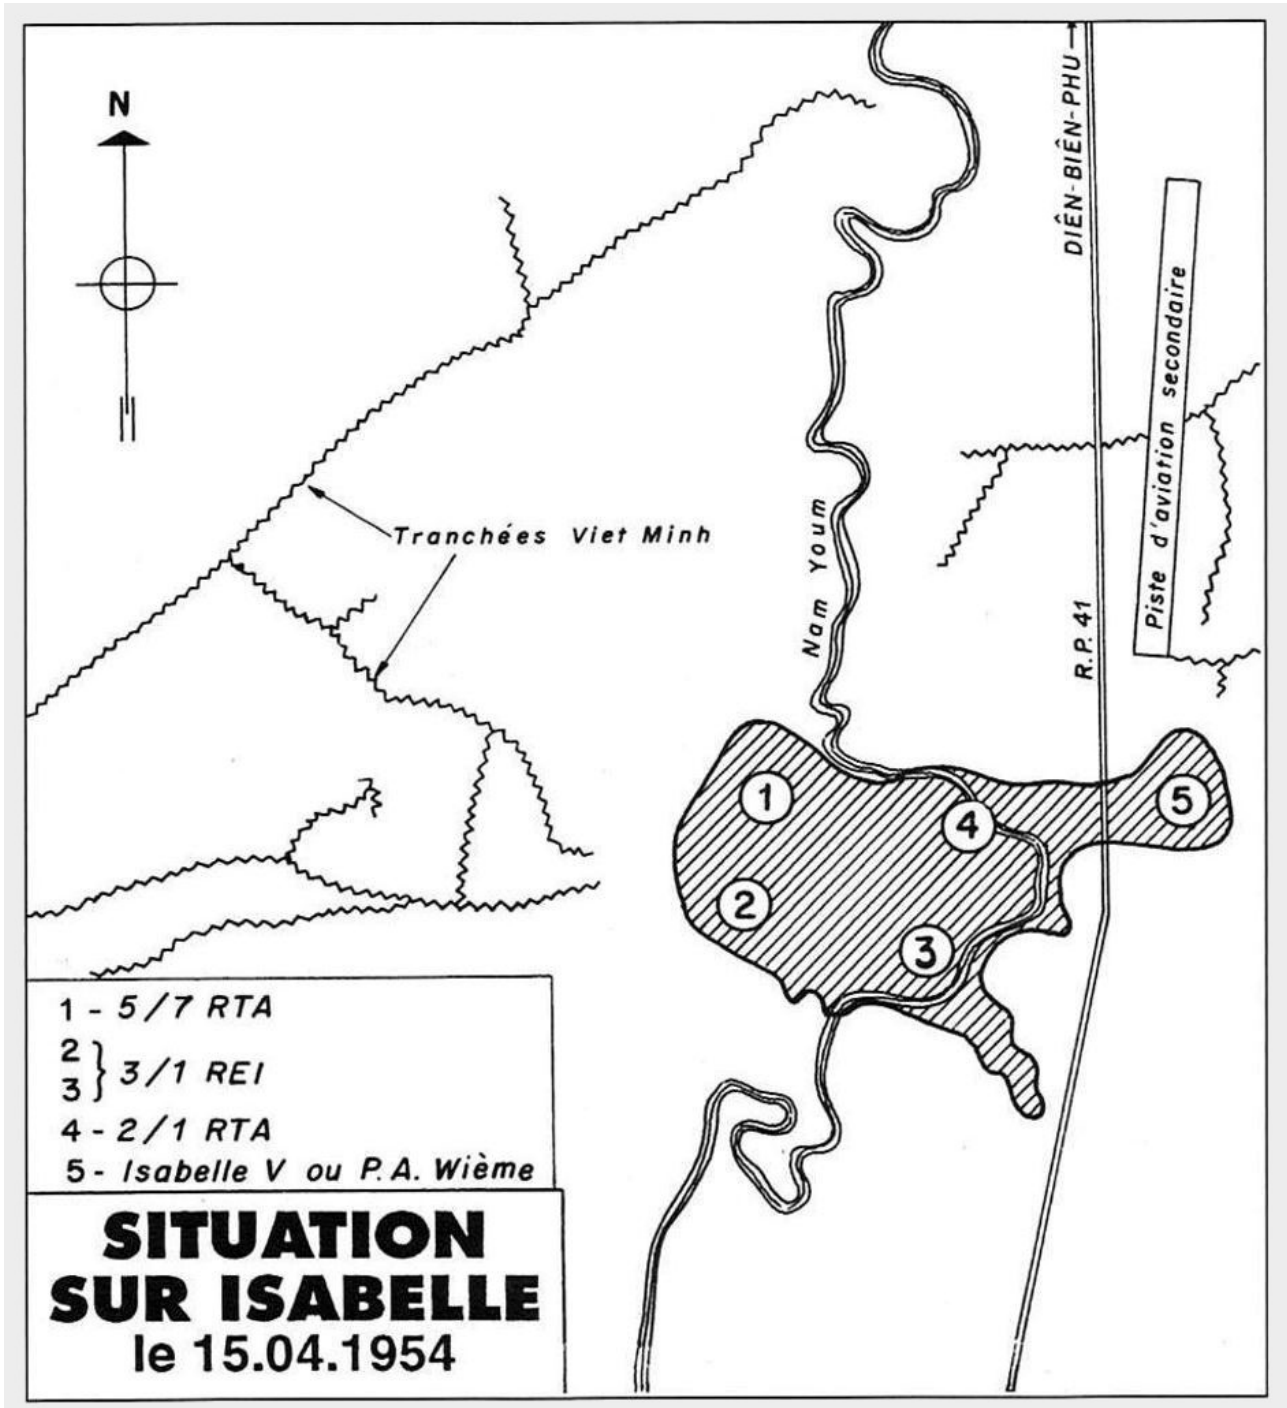 N
DIÊN-BIÊN-PHU
Piste d'aviation secondaire
Tranchées Viet Minh
Nam Youm
R.P. 41
1
5
4
2
3
1 - 5/7 RTA
2
3 } 3/1 REI
4 - 2/1 RTA
5 - Isabelle V ou P.A. Wième
SITUATION
SUR ISABELLE
le 15.04.1954